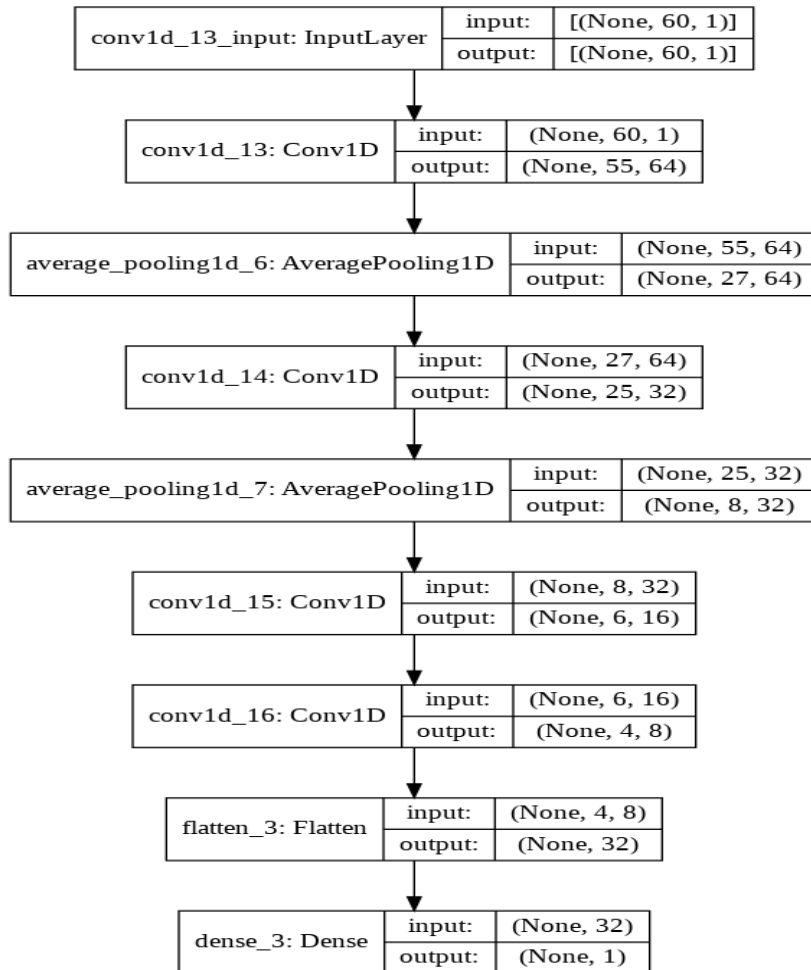 conv1d_13_input: InputLayer
input: [(None, 60, 1)]
output: [(None, 60, 1)]
conv1d_13: Conv1D
input: (None, 60, 1)
output: (None, 55, 64)
average_pooling1d_6: AveragePooling1D
input: (None, 55, 64)
output: (None, 27, 64)
conv1d_14: Conv1D
input: (None, 27, 64)
output: (None, 25, 32)
average_pooling1d_7: AveragePooling1D
input: (None, 25, 32)
output: (None, 8, 32)
conv1d_15: Conv1D
input: (None, 8, 32)
output: (None, 6, 16)
conv1d_16: Conv1D
input: (None, 6, 16)
output: (None, 4, 8)
flatten_3: Flatten
input: (None, 4, 8)
output: (None, 32)
dense_3: Dense
input: (None, 32)
output: (None, 1)